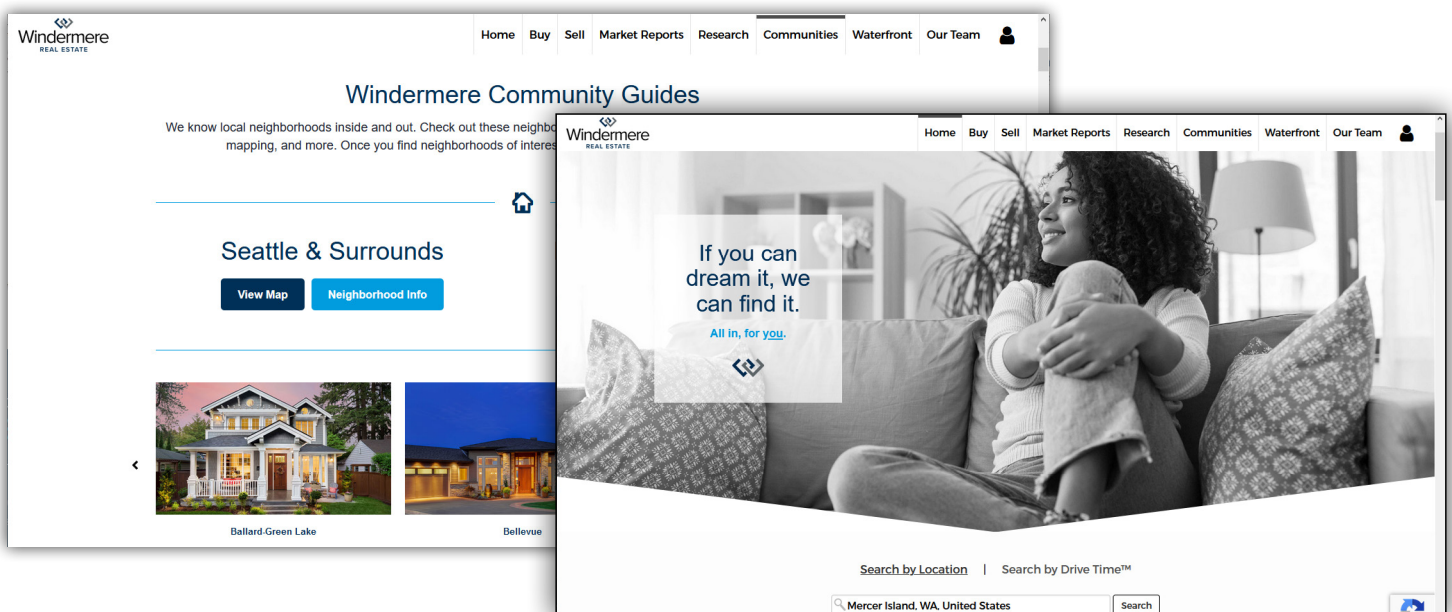 Windermere
REAL ESTATE
Home Buy Sell Market Reports Research Communities Waterfront Our Team
Windermere Community Guides
We know local neighborhoods inside and out. Check out these
mapping, and more. Once you find neighborhoods of
Seattle & Surrounds
View Map Neighborhood Info
Ballard-Green Lake
Bellevue
Windermere
REAL ESTATE
Home Buy Sell Market Reports Research Communities Waterfront Our Team
If you can
dream it, we
can find it.
All in, for you.
Search by Location | Search by Drive Time™
Mercer Island, WA, United States Search